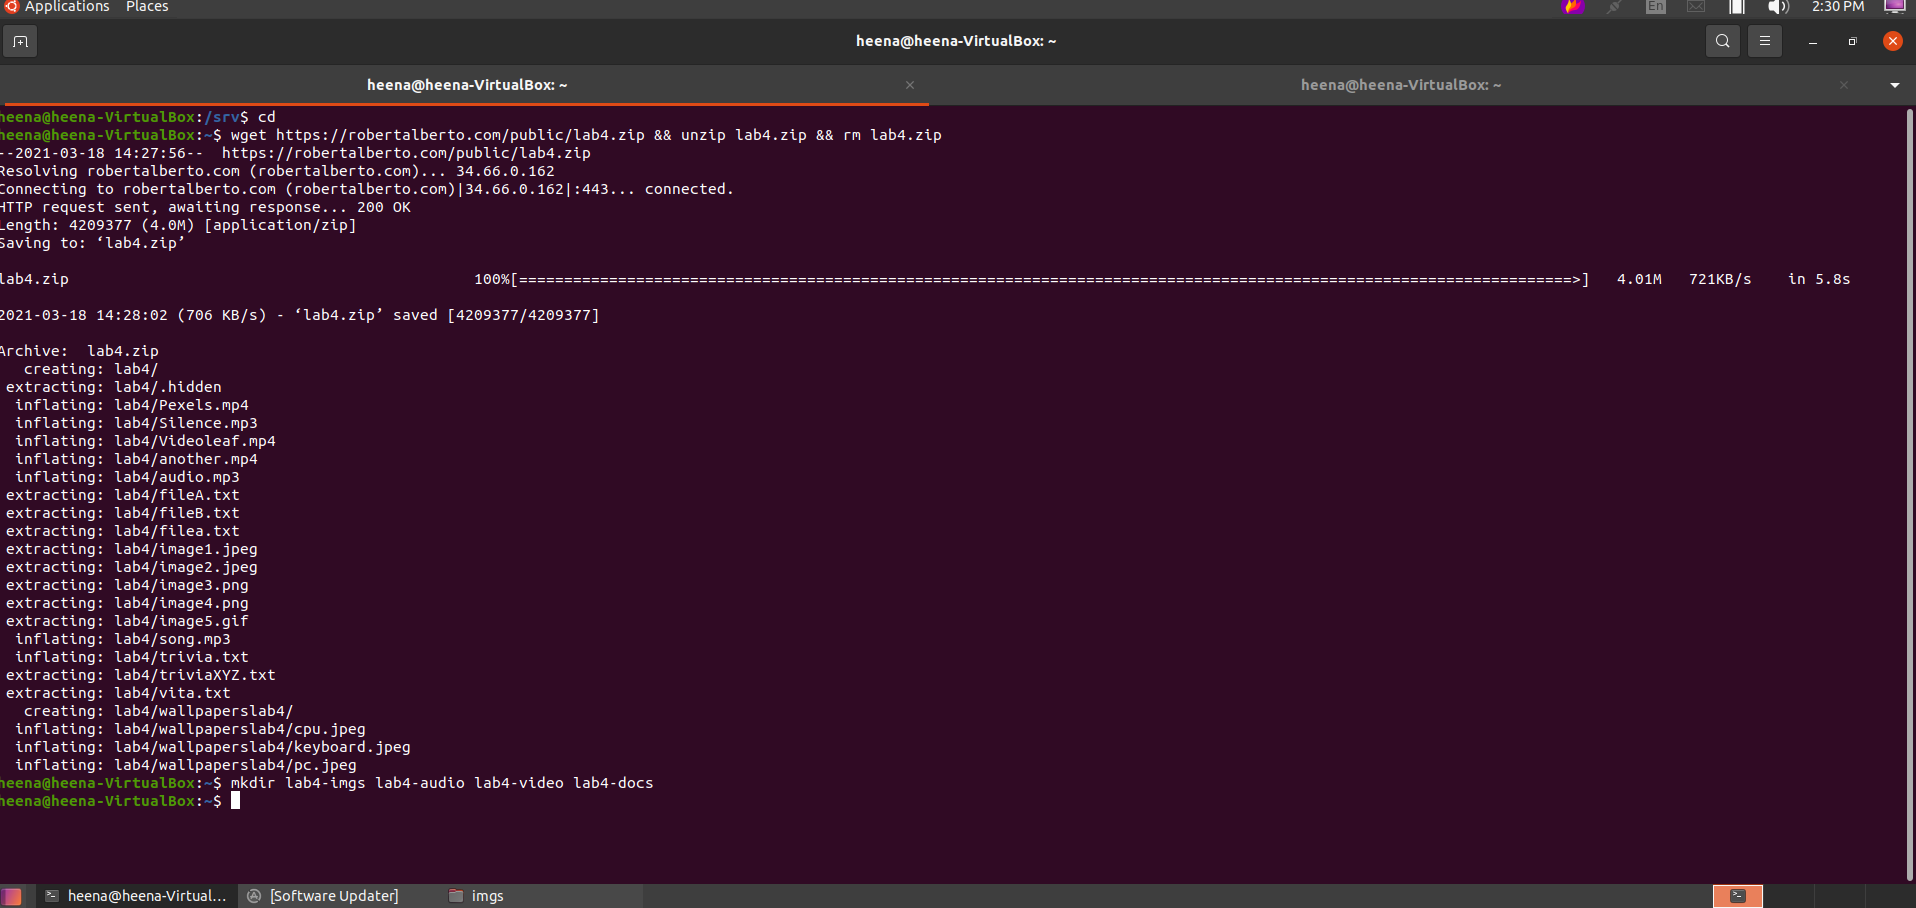 Applications Places En 2:30 PM
heena@heena-VirtualBox: ~
heena@heena-VirtualBox: ~ × heena@heena-VirtualBox: ~ ×
heena@heena-VirtualBox:/srv$ cd
heena@heena-VirtualBox:~$ wget https://robertalberto.com/public/lab4.zip && unzip lab4.zip && rm lab4.zip
--2021-03-18 14:27:56--  https://robertalberto.com/public/lab4.zip
Resolving robertalberto.com (robertalberto.com)... 34.66.0.162
Connecting to robertalberto.com (robertalberto.com)|34.66.0.162|:443... connected.
HTTP request sent, awaiting response... 200 OK
Length: 4209377 (4.0M) [application/zip]
Saving to: ‘lab4.zip’
lab4.zip 100%[=====================================================================================================================>] 4.01M 721KB/s in 5.8s
2021-03-18 14:28:02 (706 KB/s) - ‘lab4.zip’ saved [4209377/4209377]
Archive:  lab4.zip
creating: lab4/
extracting: lab4/.hidden
inflating: lab4/Pexels.mp4
inflating: lab4/Silence.mp3
inflating: lab4/Videoleaf.mp4
inflating: lab4/another.mp4
inflating: lab4/audio.mp3
extracting: lab4/fileA.txt
extracting: lab4/fileB.txt
extracting: lab4/filea.txt
extracting: lab4/image1.jpeg
extracting: lab4/image2.jpeg
extracting: lab4/image3.png
extracting: lab4/image4.png
extracting: lab4/image5.gif
inflating: lab4/song.mp3
inflating: lab4/trivia.txt
extracting: lab4/triviaXYZ.txt
extracting: lab4/vita.txt
creating: lab4/wallpaperslab4/
inflating: lab4/wallpaperslab4/cpu.jpeg
inflating: lab4/wallpaperslab4/keyboard.jpeg
inflating: lab4/wallpaperslab4/pc.jpeg
heena@heena-VirtualBox:~$ mkdir lab4-imgs lab4-audio lab4-video lab4-docs
heena@heena-VirtualBox:~$
heena@heena-Virtual... [Software Updater] imgs